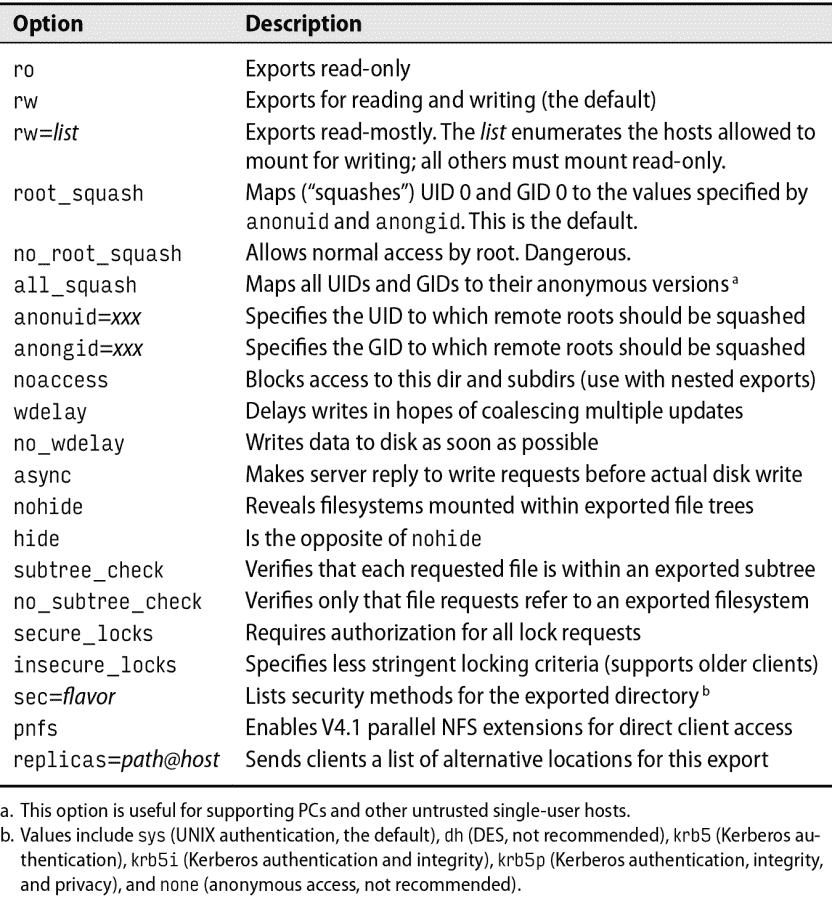 Option Description
ro Exports read-only
rw Exports for reading and writing (the default)
rw=list Exports read-mostly. The list enumerates the hosts allowed to
mount for writing; all others must mount read-only.
root_squash Maps (“squashes”) UID 0 and GID 0 to the values specified by
anonuid and anongid. This is the default.
no_root_squash Allows normal access by root. Dangerous.
all_squash Maps all UIDs and GIDs to their anonymous versions a
anonuid=xxx Specifies the UID to which remote roots should be squashed
anongid=xxx Specifies the GID to which remote roots should be squashed
noaccess Blocks access to this dir and subdirs (use with nested exports)
wdelay Delays writes in hopes of coalescing multiple updates
no_wdelay Writes data to disk as soon as possible
async Makes server reply to write requests before actual disk write
nohide Reveals filesystems mounted within exported file trees
hide Is the opposite of nohide
subtree_check Verifies that each requested file is within an exported subtree
no_subtree_check Verifies only that file requests refer to an exported filesystem
secure_locks Requires authorization for all lock requests
insecure_locks Specifies less stringent locking criteria (supports older clients)
sec=flavor Lists security methods for the exported directory b
pnfs Enables V4.1 parallel NFS extensions for direct client access
replicas=path@host Sends clients a list of alternative locations for this export
a. This option is useful for supporting PCs and other untrusted single-user hosts.
b. Values include sys (UNIX authentication, the default), dh (DES, not recommended), krb5 (Kerberos au-
thentication), krb5i (Kerberos authentication and integrity), krb5p (Kerberos authentication, integrity,
and privacy), and none (anonymous access, not recommended).